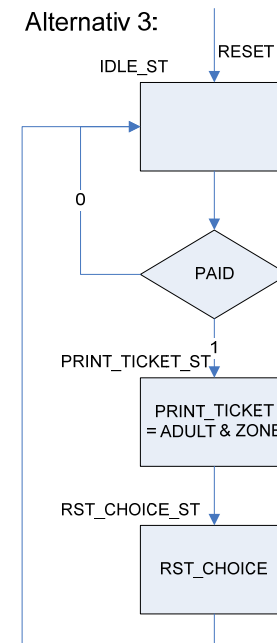 Alternativ 3:
RESET
IDLE_ST
0
PAID
1
PRINT_TICKET_ST
PRINT_TICKET
= ADULT & ZONE
RST_CHOICE_ST
RST_CHOICE